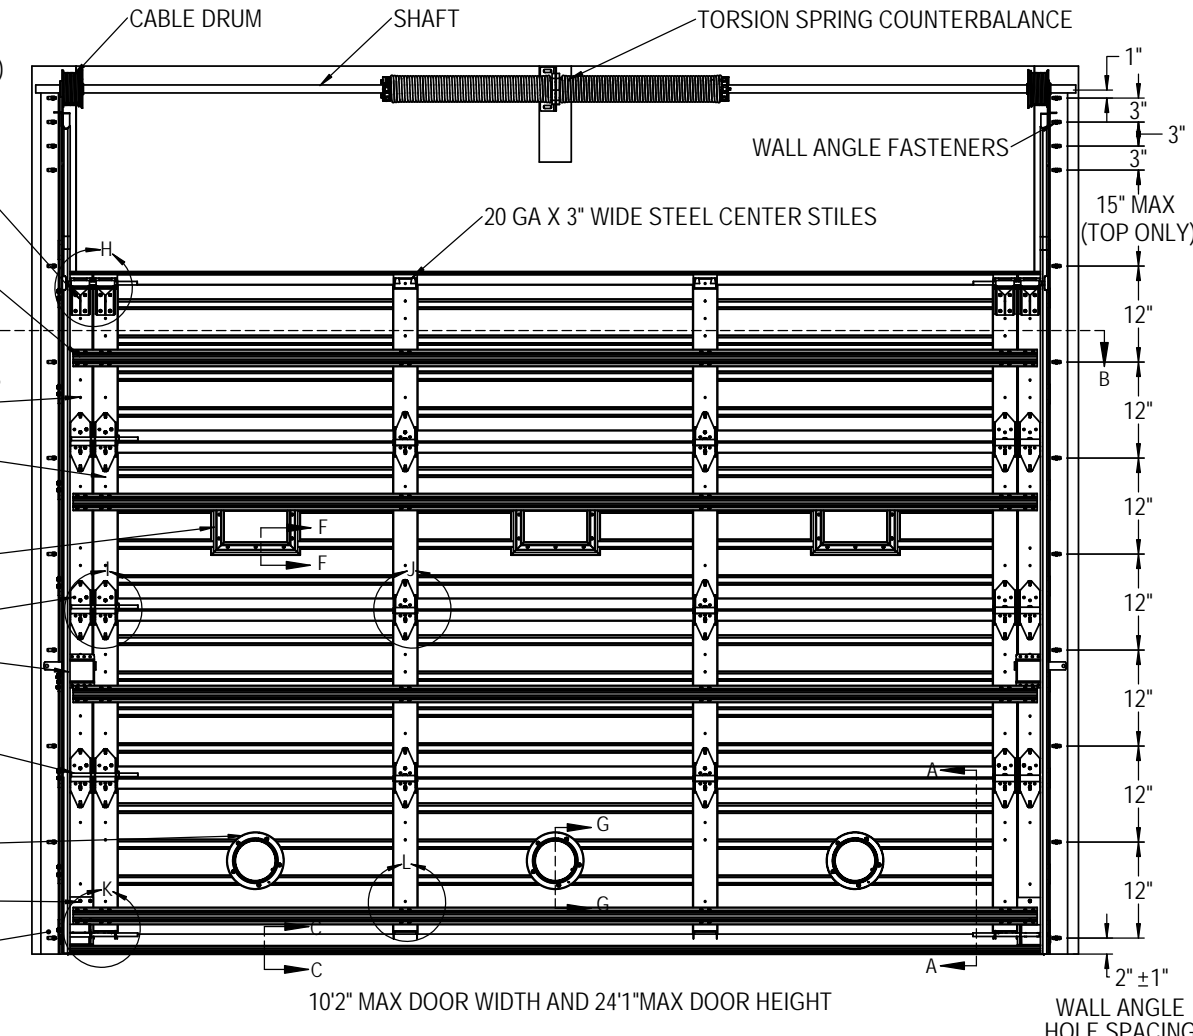 CABLE DRUM
SHAFT
TORSION SPRING COUNTERBALANCE
)
1"
3"
3"
WALL ANGLE FASTENERS
3"
15" MAX
(TOP ONLY)
20 GA X 3" WIDE STEEL CENTER STILES
H
12"
B
12"
12"
F
F
I
J
12"
12"
A
12"
G
L
K
G
12"
C
C
A
10'2" MAX DOOR WIDTH AND 24'1"MAX DOOR HEIGHT
2" ±1"
WALL ANGLE
HOLE SPACING